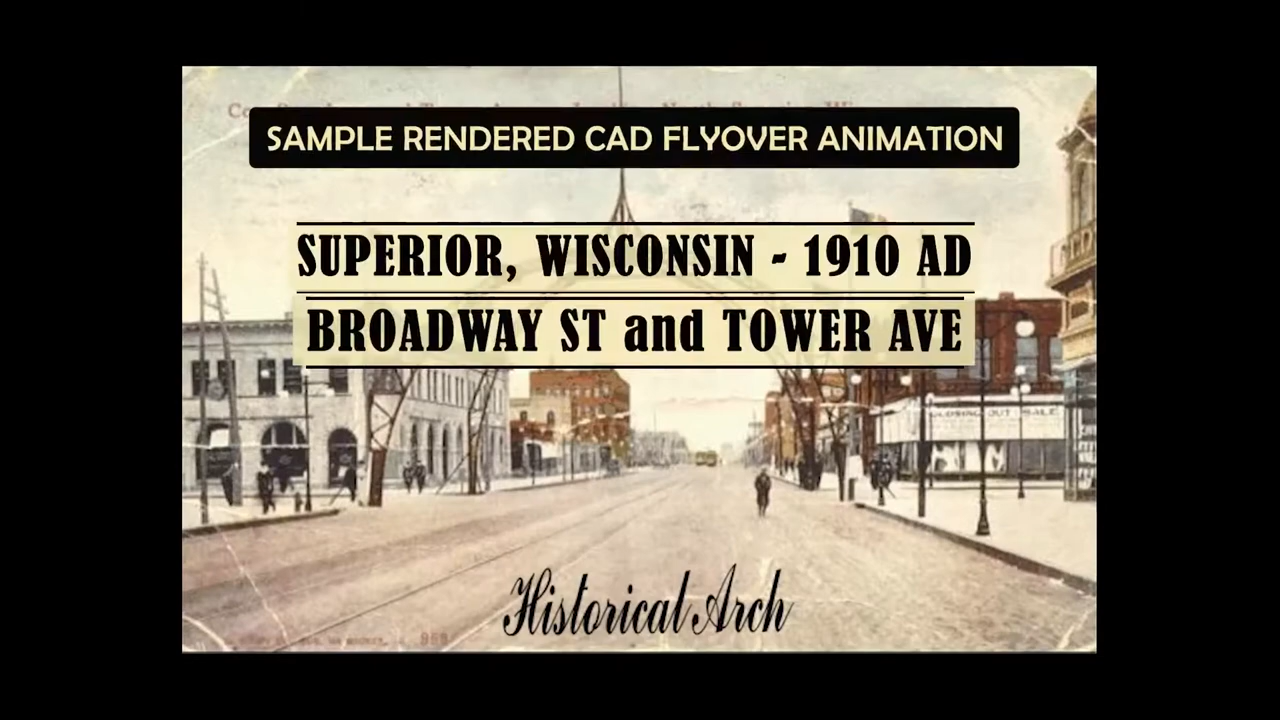 SAMPLE RENDERED CAD FLYOVER ANIMATION
SUPERIOR, WISCONSIN - 1910 AD
BROADWAY ST and TOWER AVE
CLOSING OUT SALE
Historical Arch
968